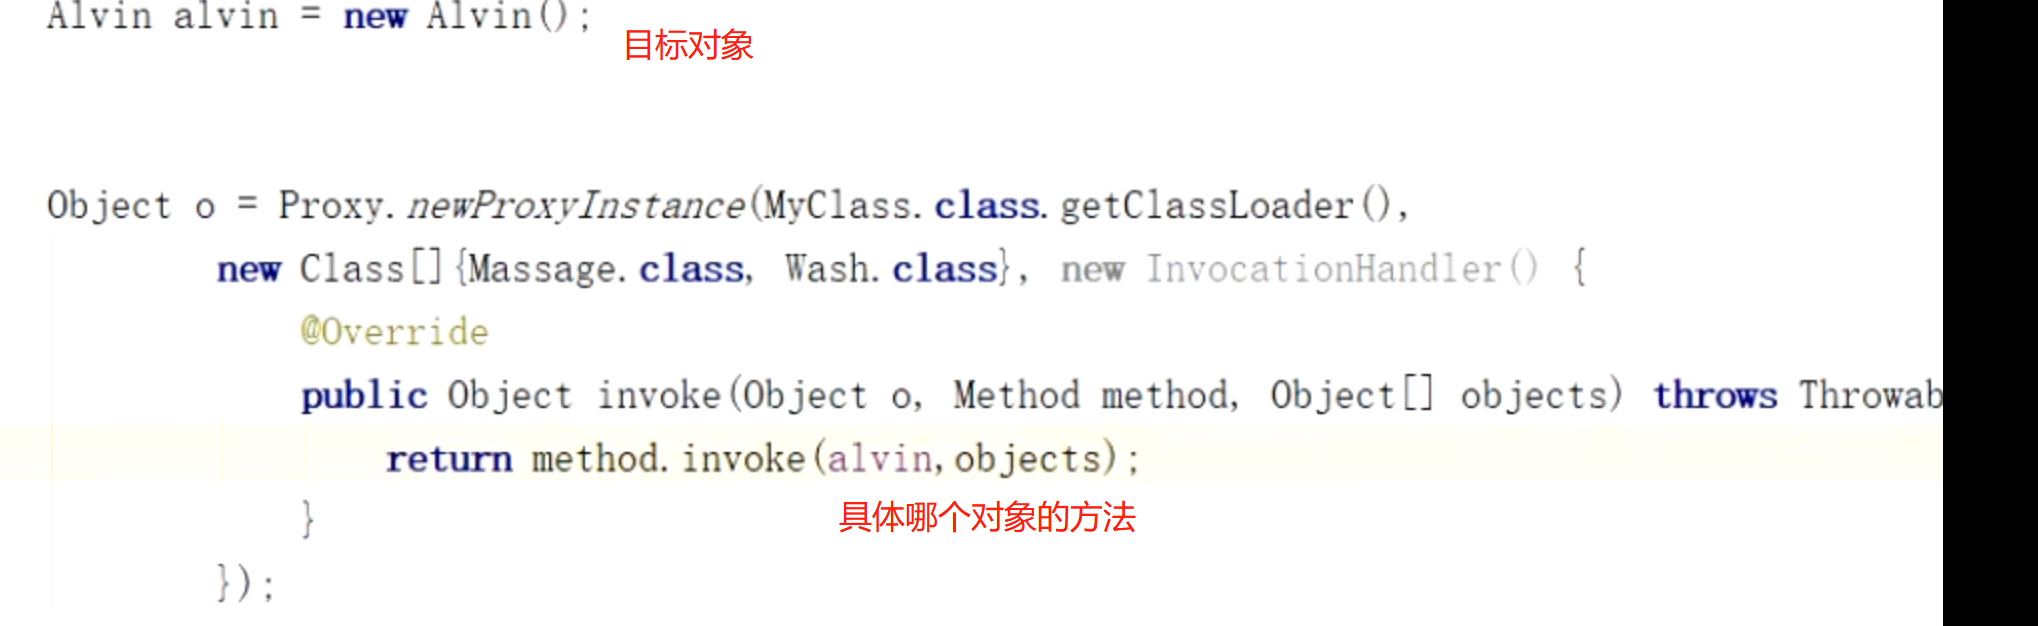 Alvin alvin = new Alvin();
目标对象
Object o = Proxy.newProxyInstance(MyClass.class.getClassLoader(),
new Class[]{Massage.class, Wash.class}, new InvocationHandler() {
@Override
public Object invoke(Object o, Method method, Object[] objects) throws Throwab
return method.invoke(alvin,objects);
具体哪个对象的方法
}
});